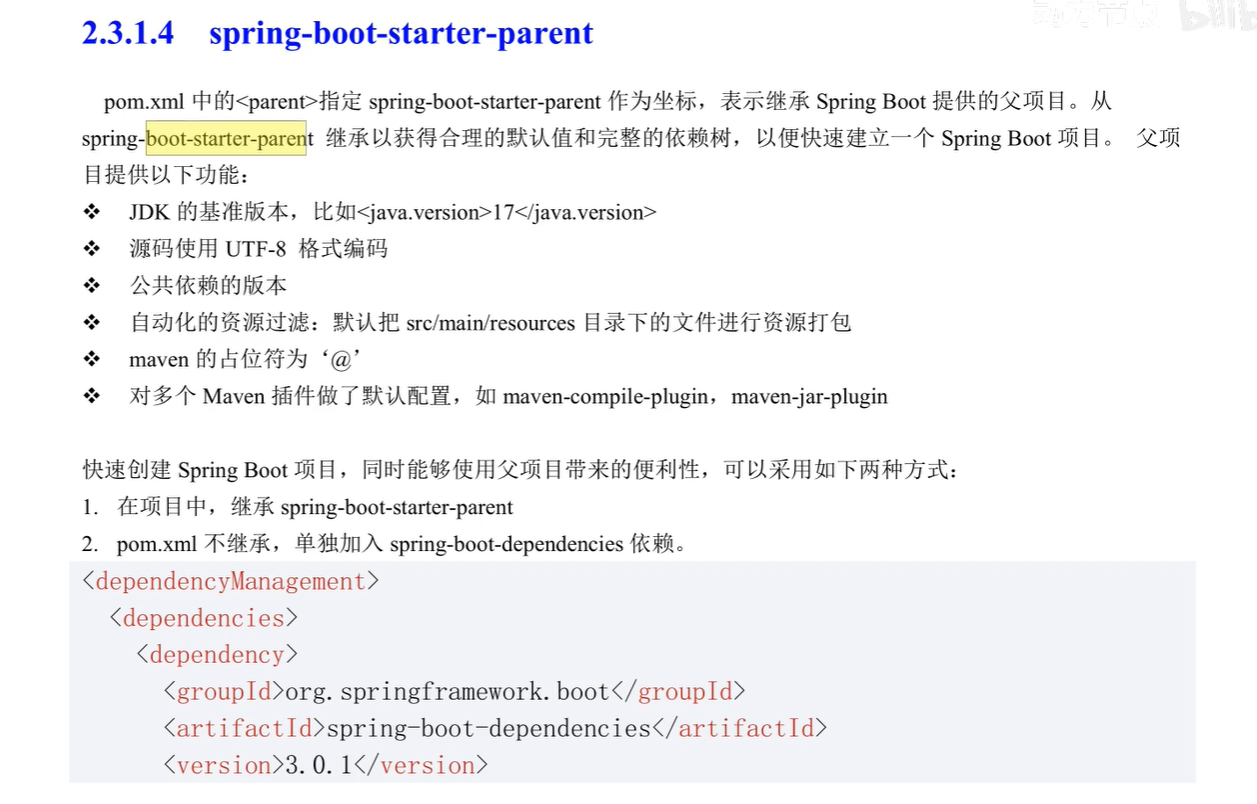 动力节点 bilib
2.3.1.4 spring-boot-starter-parent
pom.xml 中的<parent>指定 spring-boot-starter-parent 作为坐标，表示继承 Spring Boot 提供的父项目。从
spring-boot-starter-parent 继承以获得合理的默认值和完整的依赖树，以便快速建立一个 Spring Boot 项目。 父项
目提供以下功能：
❖ JDK 的基准版本，比如<java.version>17</java.version>
❖ 源码使用 UTF-8 格式编码
❖ 公共依赖的版本
❖ 自动化的资源过滤：默认把 src/main/resources 目录下的文件进行资源打包
❖ maven 的占位符为‘@’
❖ 对多个 Maven 插件做了默认配置，如 maven-compile-plugin，maven-jar-plugin
快速创建 Spring Boot 项目，同时能够使用父项目带来的便利性，可以采用如下两种方式：
1. 在项目中，继承 spring-boot-starter-parent
2. pom.xml 不继承，单独加入 spring-boot-dependencies 依赖。
<dependencyManagement>
<dependencies>
<dependency>
<groupId>org.springframework.boot</groupId>
<artifactId>spring-boot-dependencies</artifactId>
<version>3.0.1</version>